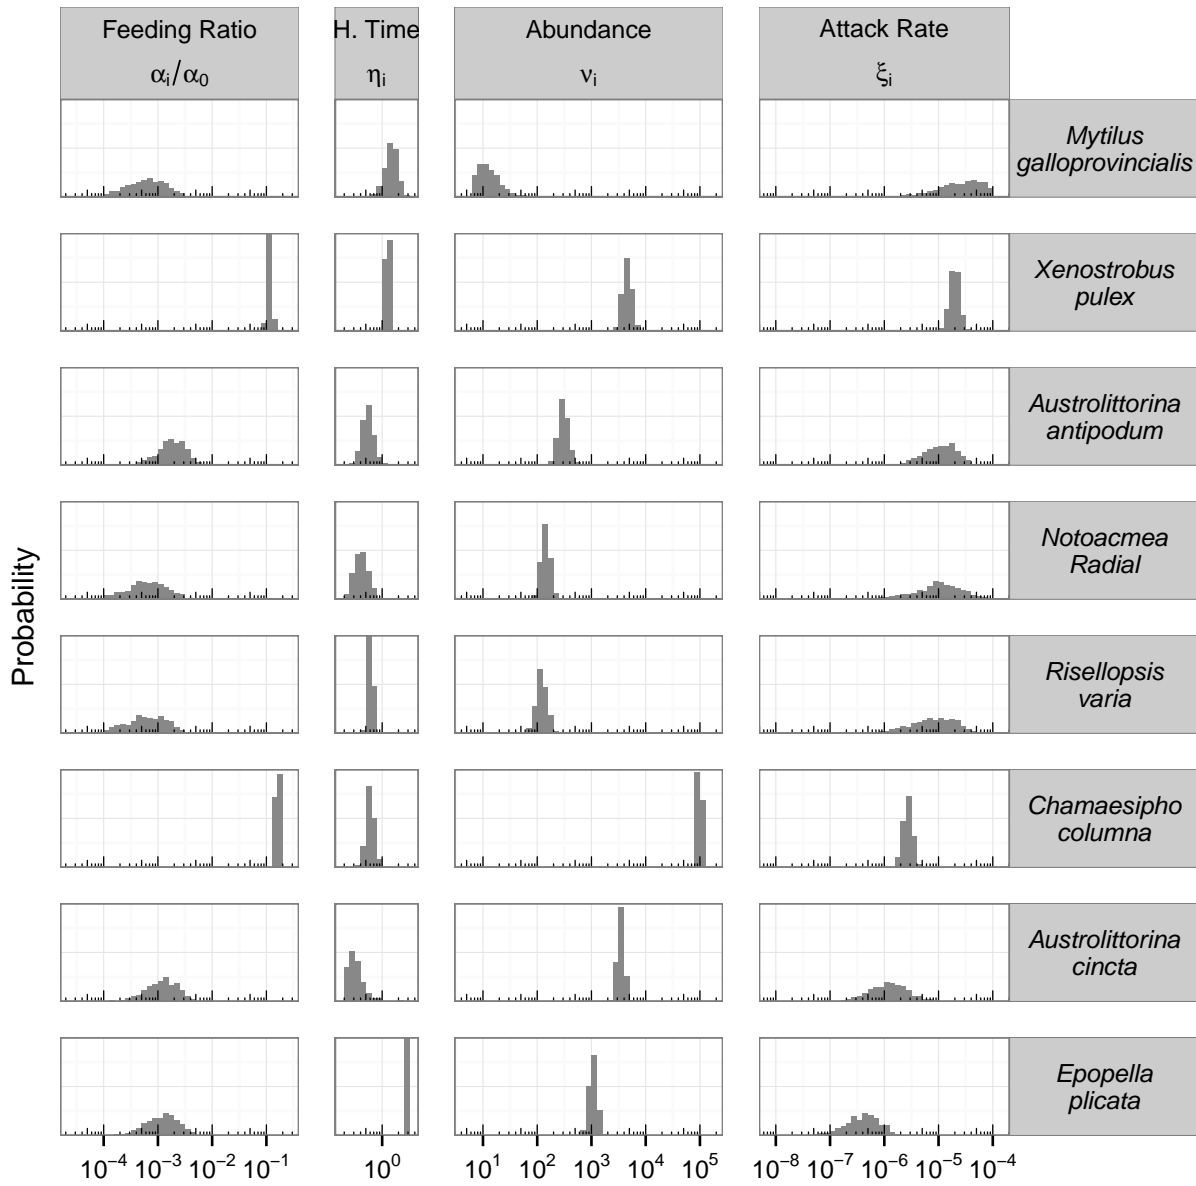 Feeding Ratio
αᵢ/α₀
H. Time
ηᵢ
Abundance
νᵢ
Attack Rate
ξᵢ
Mytilus
galloprovincialis
Xenostrobus
pulex
Austrolittorina
antipodum
Notoacmea
Radial
Risellopsis
varia
Chamaesipho
columna
Austrolittorina
cincta
Epopella
plicata
Probability
10⁻⁴ 10⁻³ 10⁻² 10⁻¹ 10⁰ 10¹ 10² 10³ 10⁴ 10⁵ 10⁻⁸ 10⁻⁷ 10⁻⁶ 10⁻⁵ 10⁻⁴